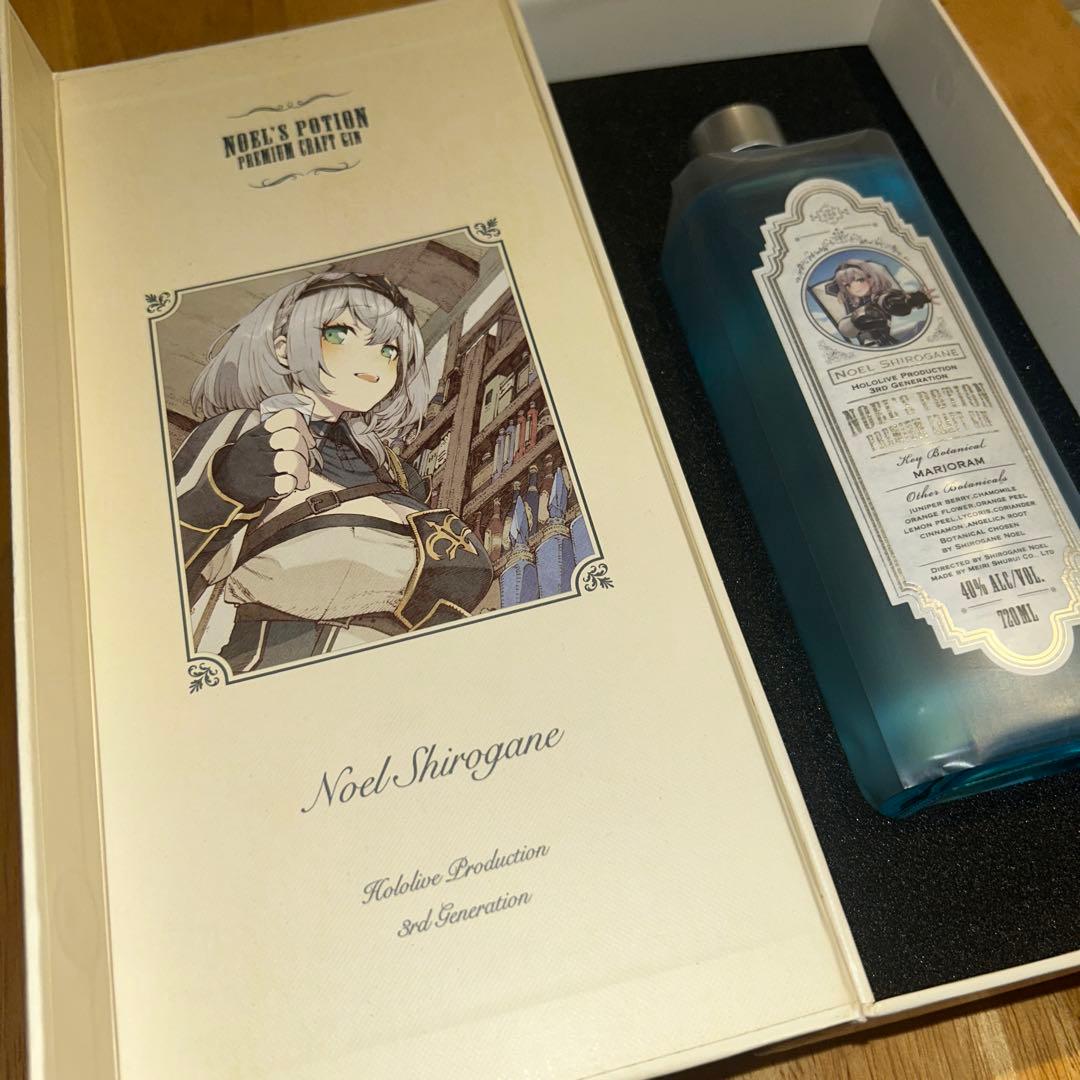 NOEL'S POTION
PREMIUM CRAFT GIN
Noel Shirogane
Hololive Production
3rd Generation
NOEL SHIROGANE
HOLOLIVE PRODUCTION
3RD GENERATION
NOEL'S POTION
PREMIUM CRAFT GIN
Key Botanical
MARJORAM
Other Botanicals
JUNIPER BERRY,CHAMOMILE
ORANGE FLOWER,ORANGE PEEL
LEMON PEEL,LYCORIS,CORIANDER
CINNAMON,ANGELICA ROOT
BOTANICAL CHOSEN
BY SHIROGANE NOEL
DIRECTED BY SHIROGANE NOEL
MADE BY MEIRI SHURUI CO., LTD
40% ALC/VOL.
720ML